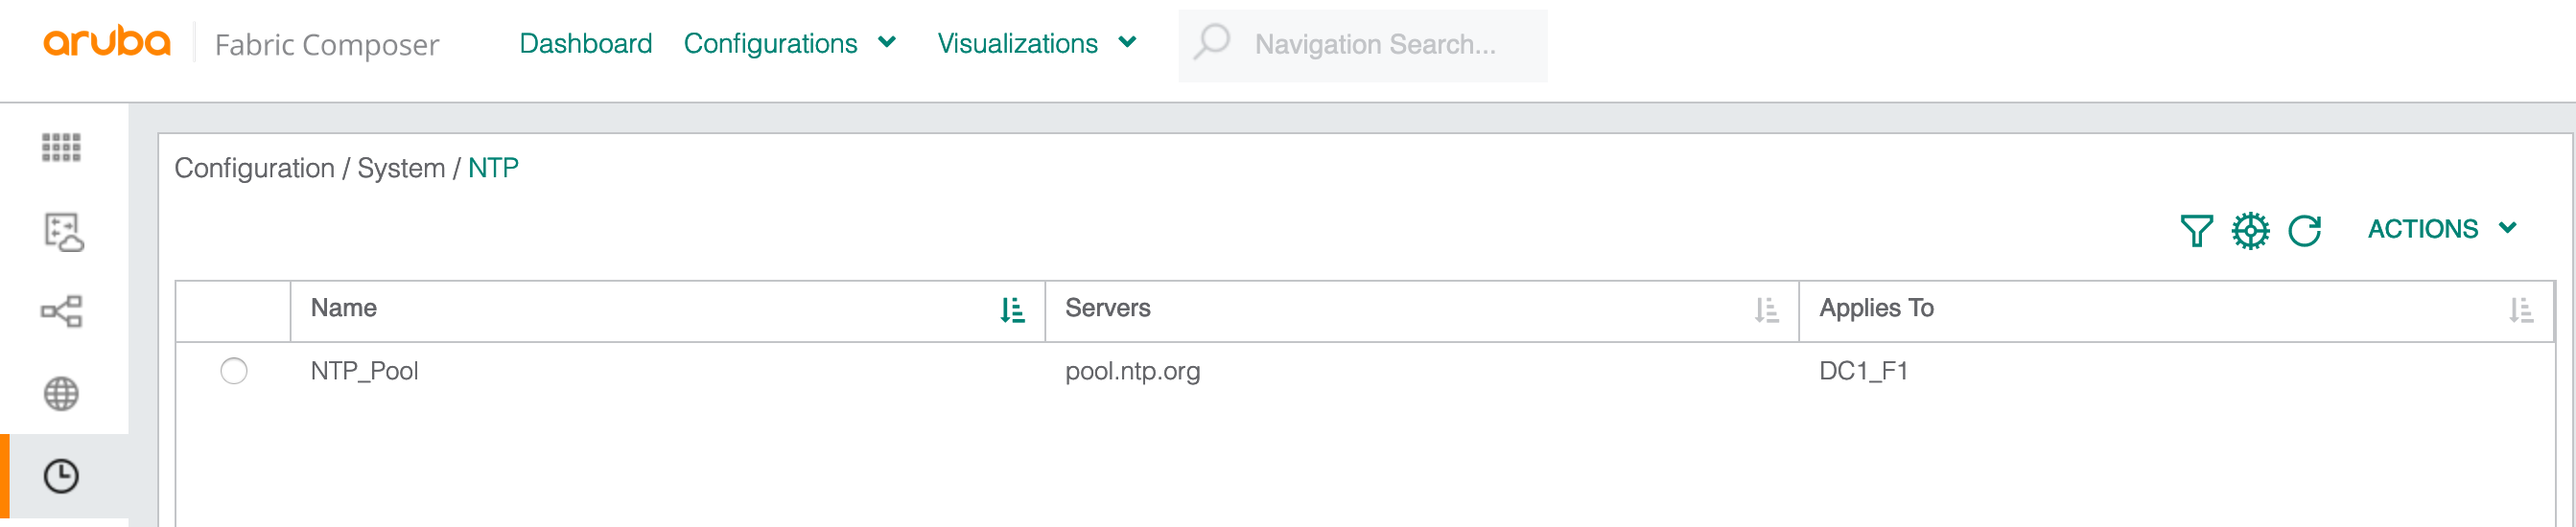 aruba Fabric Composer Dashboard Configurations Visualizations Navigation Search...
Configuration / System / NTP
ACTIONS
Name Servers Applies To
NTP_Pool pool.ntp.org DC1_F1